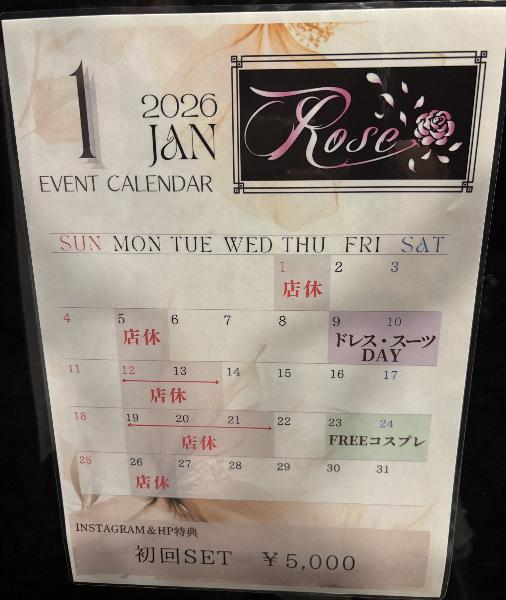 1
2026
JAN
EVENT CALENDAR
Rose
SUN MON TUE WED THU FRI SAT
1 2 3
店休
4 5 6 7 8 9 10
店休 ドレス・スーツ
DAY
11 12 13 14 15 16 17
店休
18 19 20 21 22 23 24
店休 FREEコスプレ
25 26 27 28 29 30 31
店休
INSTAGRAM&HP特典
初回SET ¥5,000